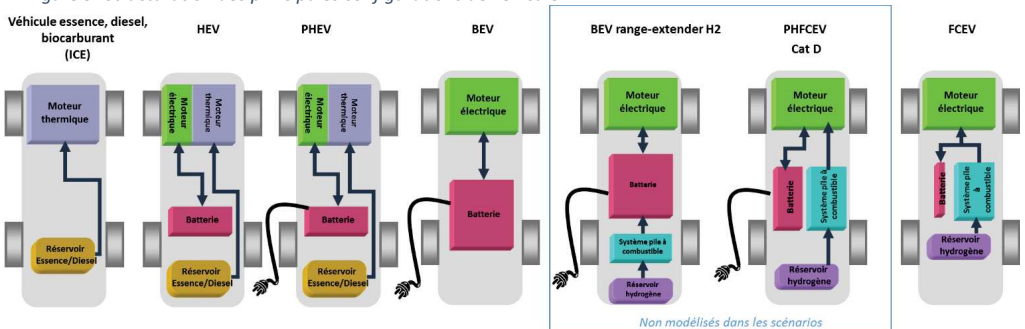 Véhicule essence, diesel,
biocarburant
(ICE)
HEV
PHEV
BEV
BEV range-extender H2
PHFCEV
Cat D
FCEV
Moteur
thermique
Réservoir
Essence/Diesel
Moteur
électrique
Moteur
thermique
Batterie
Réservoir
Essence/Diesel
Moteur
électrique
Moteur
thermique
Batterie
Réservoir
Essence/Diesel
Moteur
électrique
Batterie
Moteur
électrique
Batterie
Système pile à
combustible
Réservoir
hydrogène
Moteur
électrique
Batterie
Système pile à
combustible
Réservoir
hydrogène
Moteur
électrique
Batterie
Système pile
à
combustible
Réservoir
hydrogène
Non modélisés dans les scénarios